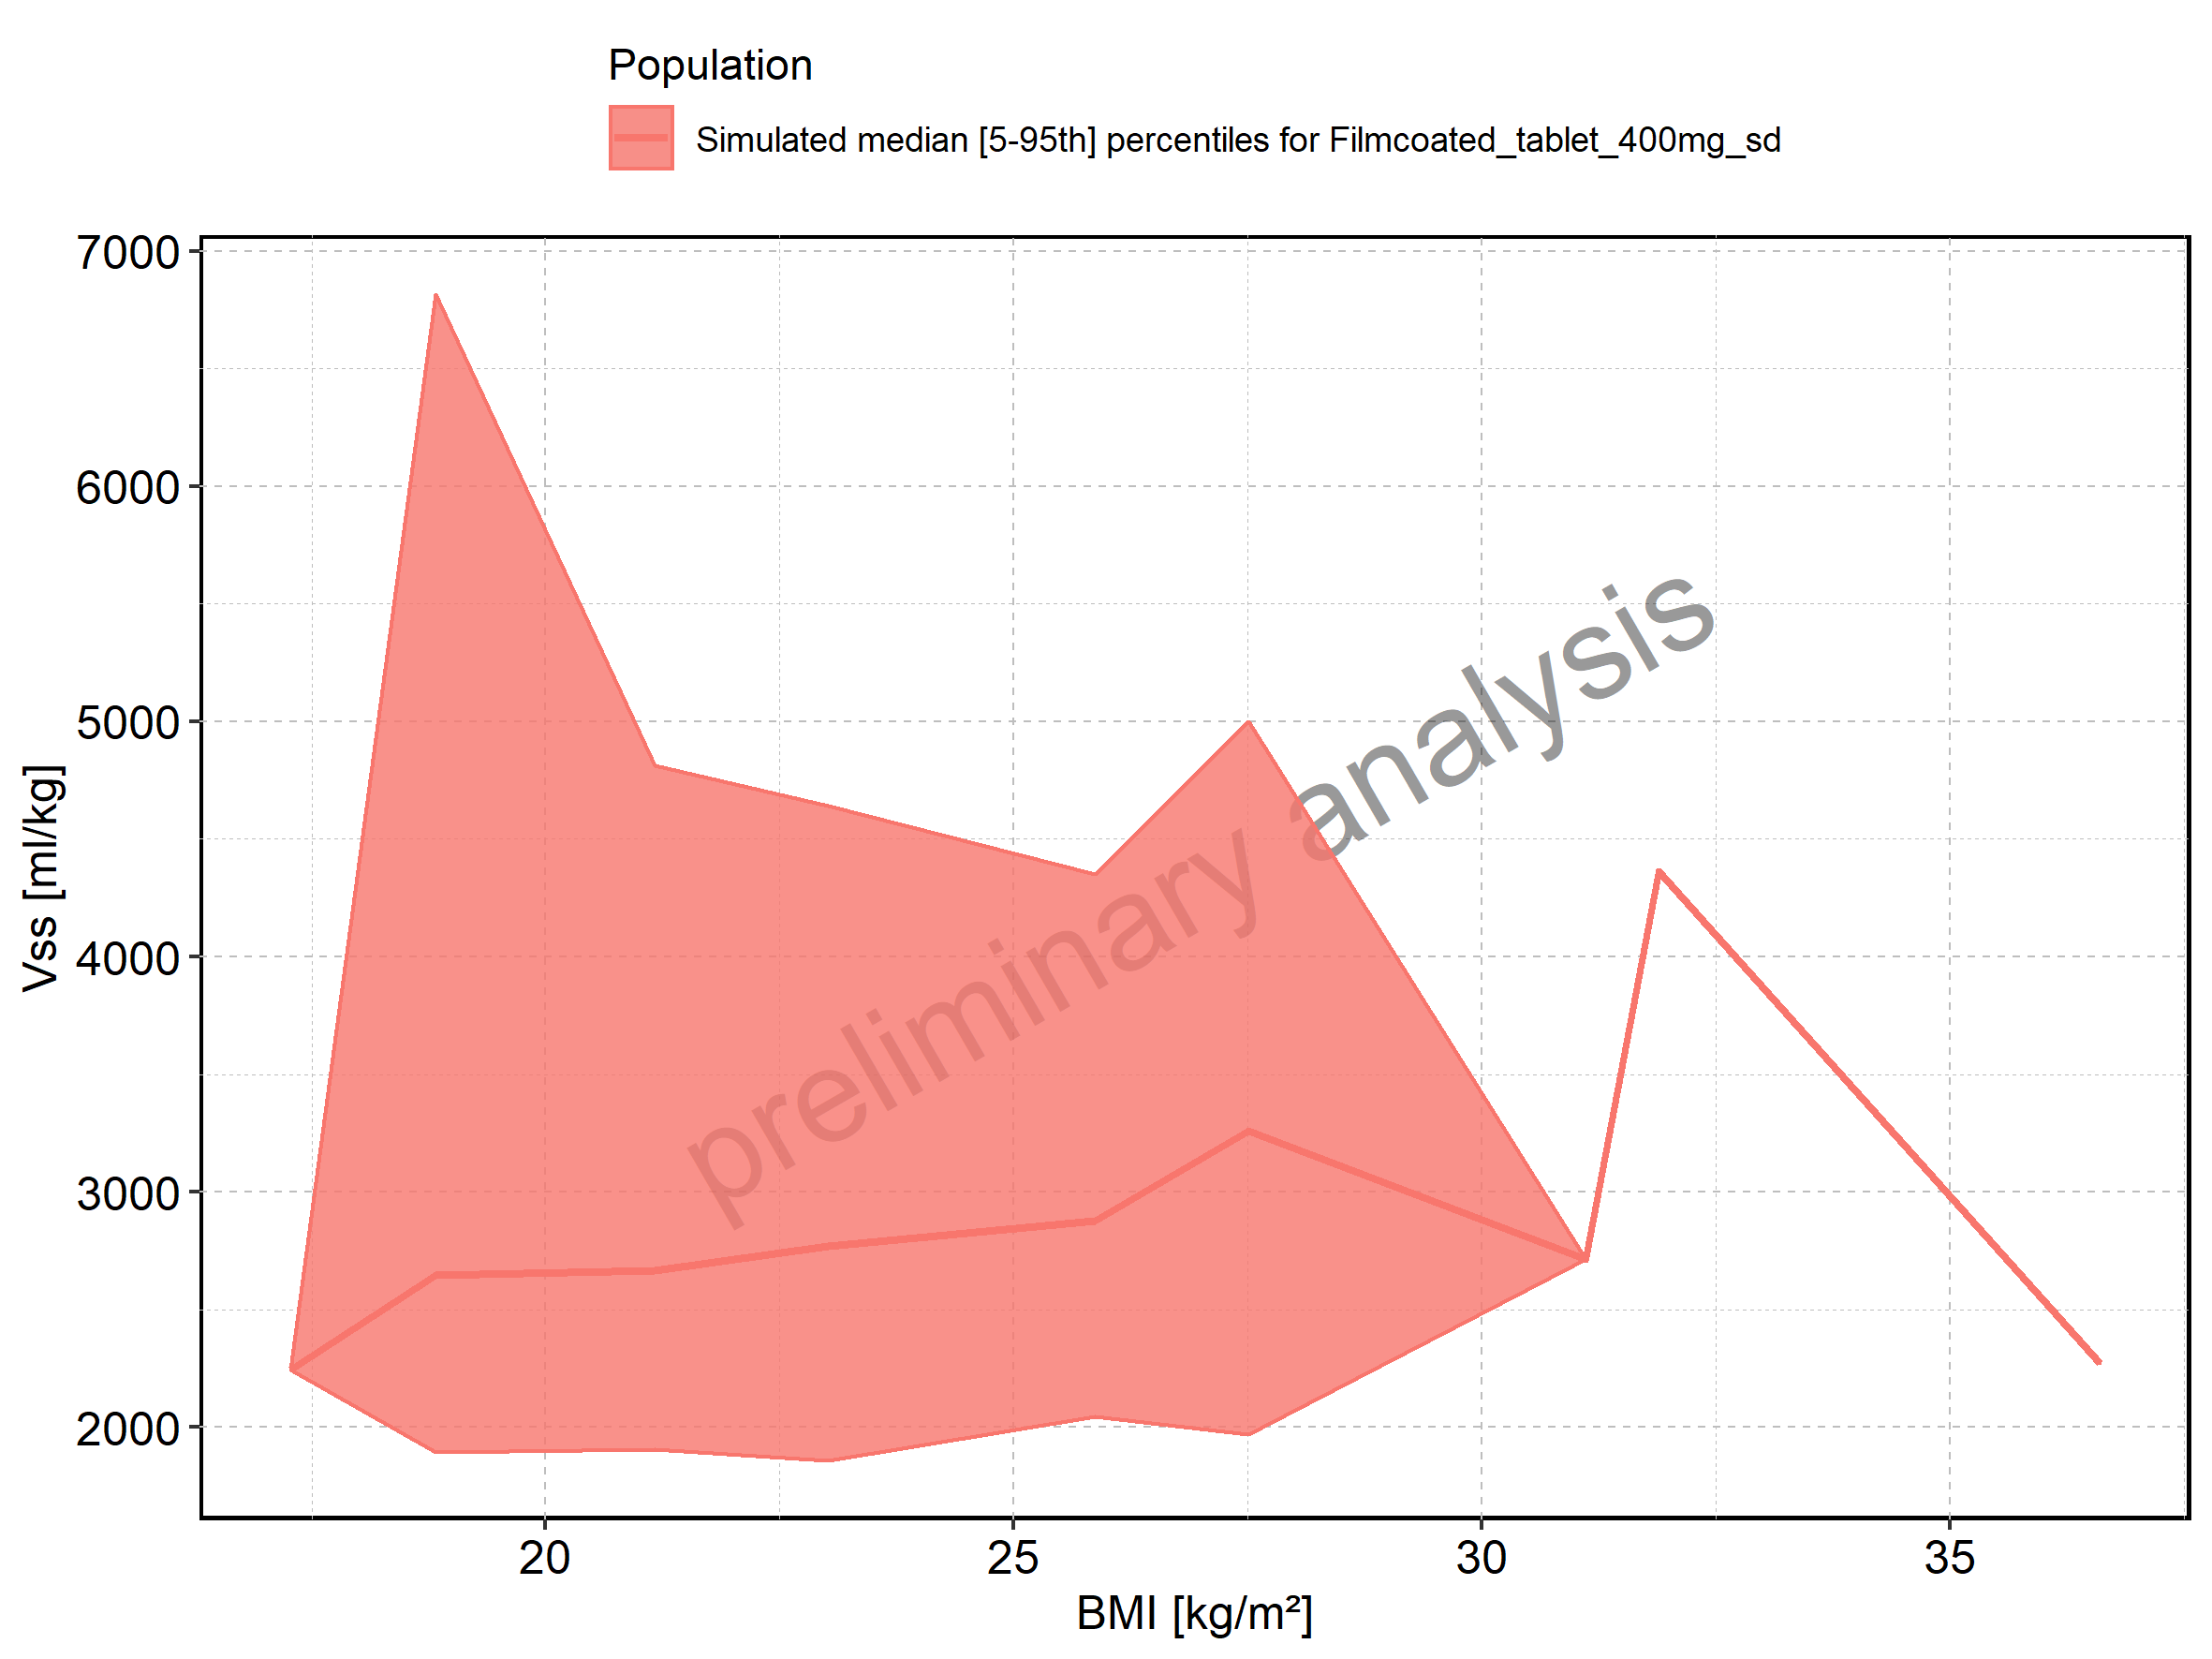 Population
Simulated median [5-95th] percentiles for Filmcoated_tablet_400mg_sd
7000
6000
5000
4000
3000
2000
Vss [ml/kg]
preliminary analysis
20 25 30 35
BMI [kg/m²]